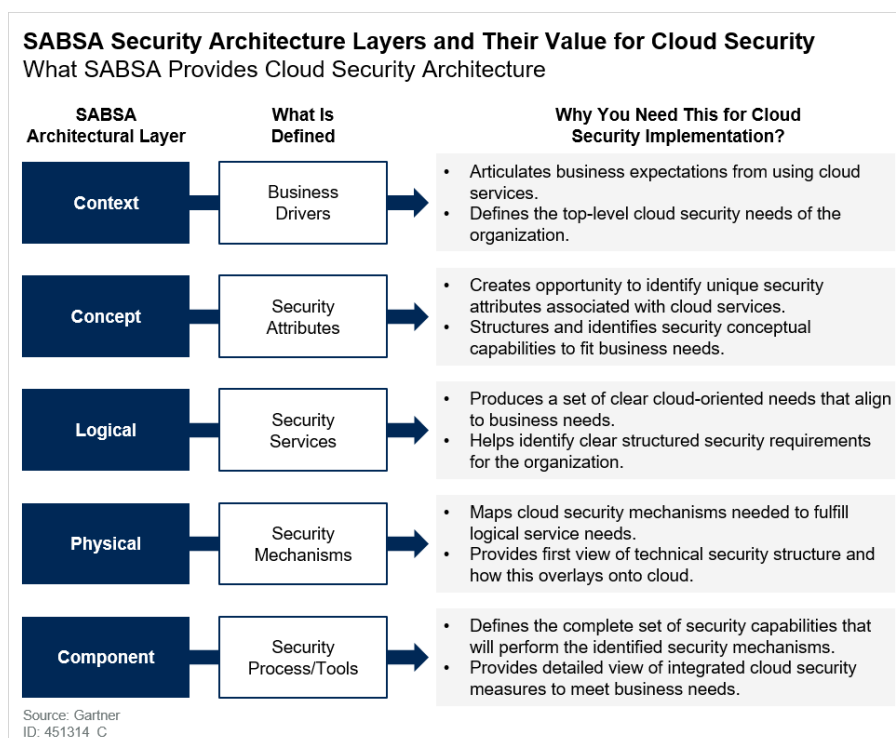 SABSA Security Architecture Layers and Their Value for Cloud Security
What SABSA Provides Cloud Security Architecture
SABSA
Architectural Layer
What Is
Defined
Why You Need This for Cloud
Security Implementation?
Context
Business
Drivers
• Articulates business expectations from using cloud
services.
• Defines the top-level cloud security needs of the
organization.
Concept
Security
Attributes
• Creates opportunity to identify unique security
attributes associated with cloud services.
• Structures and identifies security conceptual
capabilities to fit business needs.
Logical
Security
Services
• Produces a set of clear cloud-oriented needs that align
to business needs.
• Helps identify clear structured security requirements
for the organization.
Physical
Security
Mechanisms
• Maps cloud security mechanisms needed to fulfill
logical service needs.
• Provides first view of technical security structure and
how this overlays onto cloud.
Component
Security
Process/Tools
• Defines the complete set of security capabilities that
will perform the identified security mechanisms.
• Provides detailed view of integrated cloud security
measures to meet business needs.
Source: Gartner
ID: 451314_C